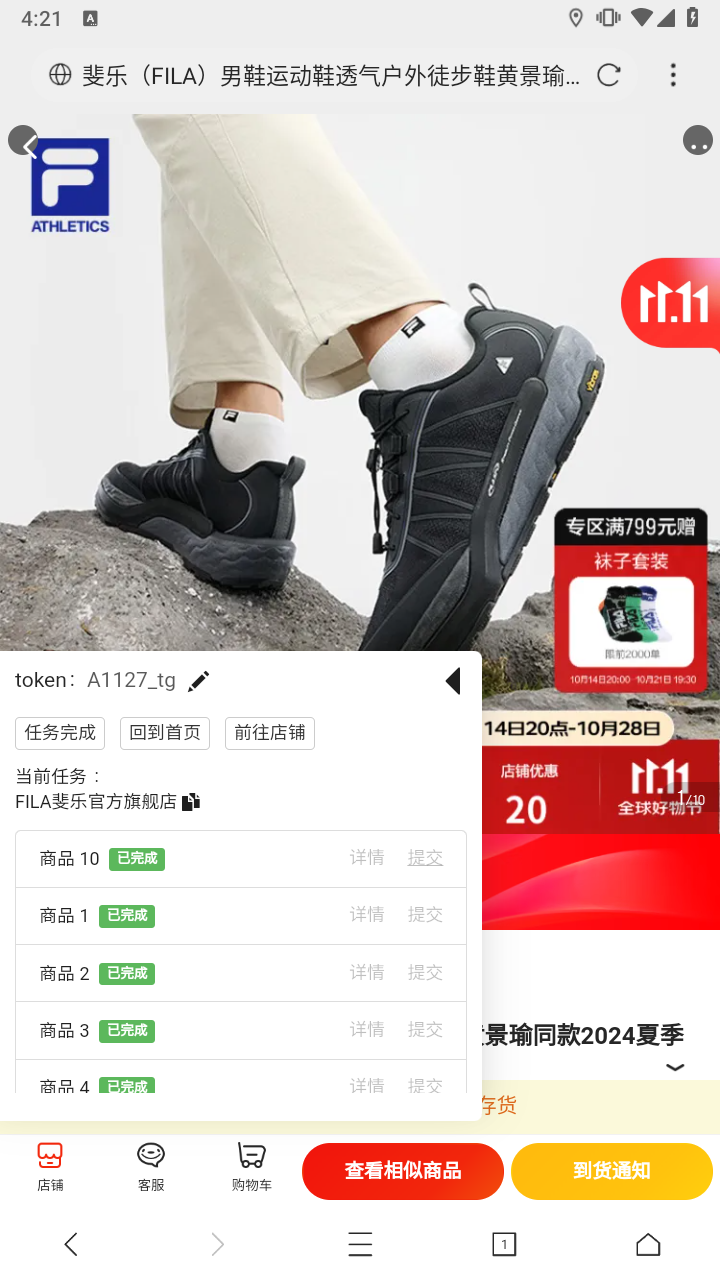 4:21
A
斐乐（FILA）男鞋运动鞋透气户外徒步鞋黄景瑜...
F
ATHLETICS
11.11
vibram
专区满799元赠
袜子套装
限前2000单
10月14日20:00 -10月21日 19:30
14日20点-10月28日
店铺优惠
20
11.11
全球好物节
1/10
token： A1127_tg
任务完成
回到首页
前往店铺
当前任务：
FILA斐乐官方旗舰店
商品 10 已完成 详情 提交
商品 1 已完成 详情 提交
商品 2 已完成 详情 提交
商品 3 已完成 详情 提交
商品 4 已完成 详情 提交
景瑜同款2024夏季
存货
店铺
客服
购物车
查看相似商品
到货通知
1